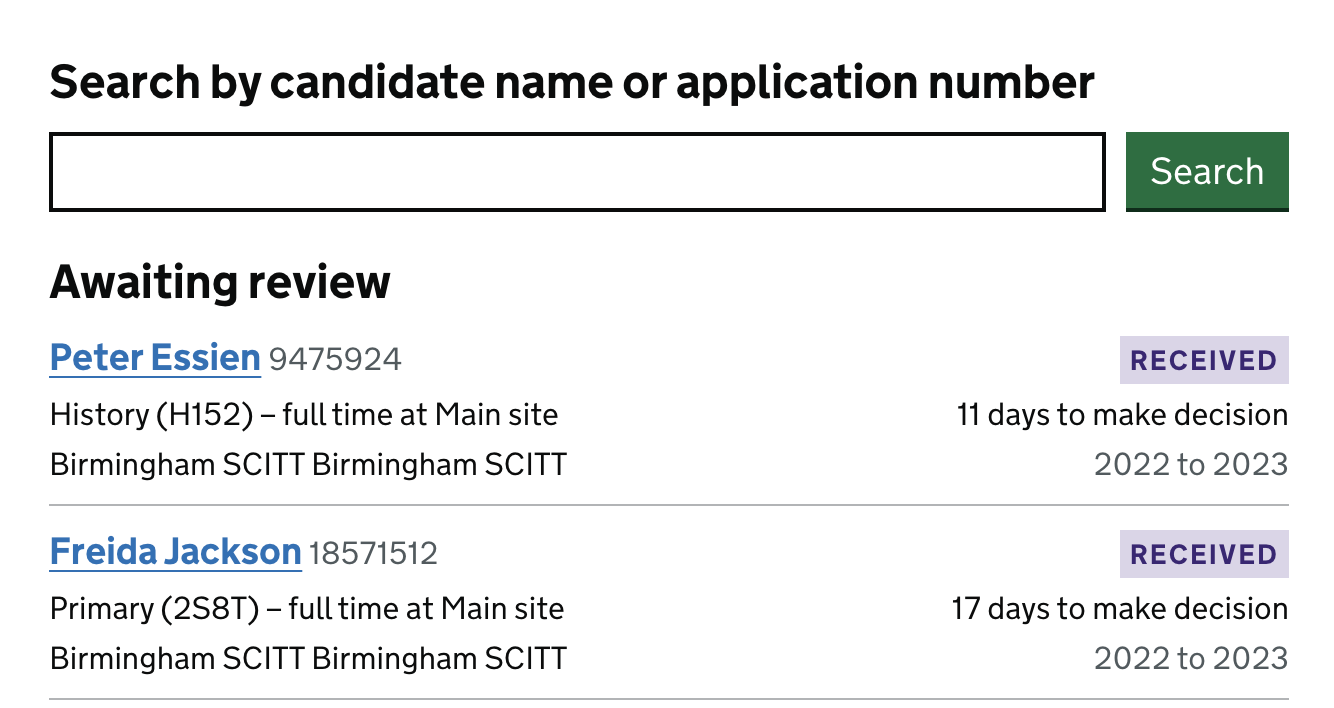 Search by candidate name or application number
Search
Awaiting review
Peter Essien 9475924
RECEIVED
History (H152) – full time at Main site
11 days to make decision
Birmingham SCITT Birmingham SCITT
2022 to 2023
Freida Jackson 18571512
RECEIVED
Primary (2S8T) – full time at Main site
17 days to make decision
Birmingham SCITT Birmingham SCITT
2022 to 2023